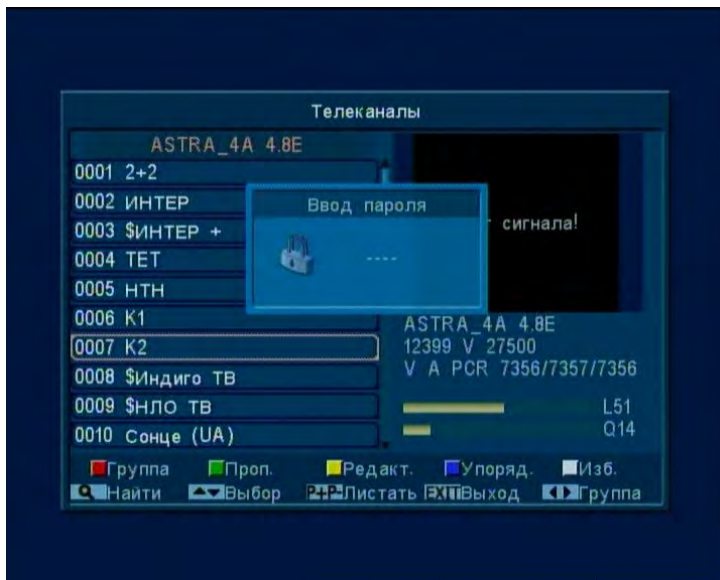 Телеканалы
ASTRA_4A 4.8E
0001 2+2
0002 ИНТЕР
0003 $ИНТЕР +
0004 ТЕТ
0005 НТН
0006 К1
0007 К2
0008 $Индиго ТВ
0009 $НЛО ТВ
0010 Сонце (UA)
Ввод пароля
----
сигнала!
ASTRA_4A 4.8E
12399 V 27500
V A PCR 7356/7357/7356
L51
Q14
Группа Проп. Редакт. Упоряд. Изб.
Найти Выбор P+P- Листать EXIT Выход Группа